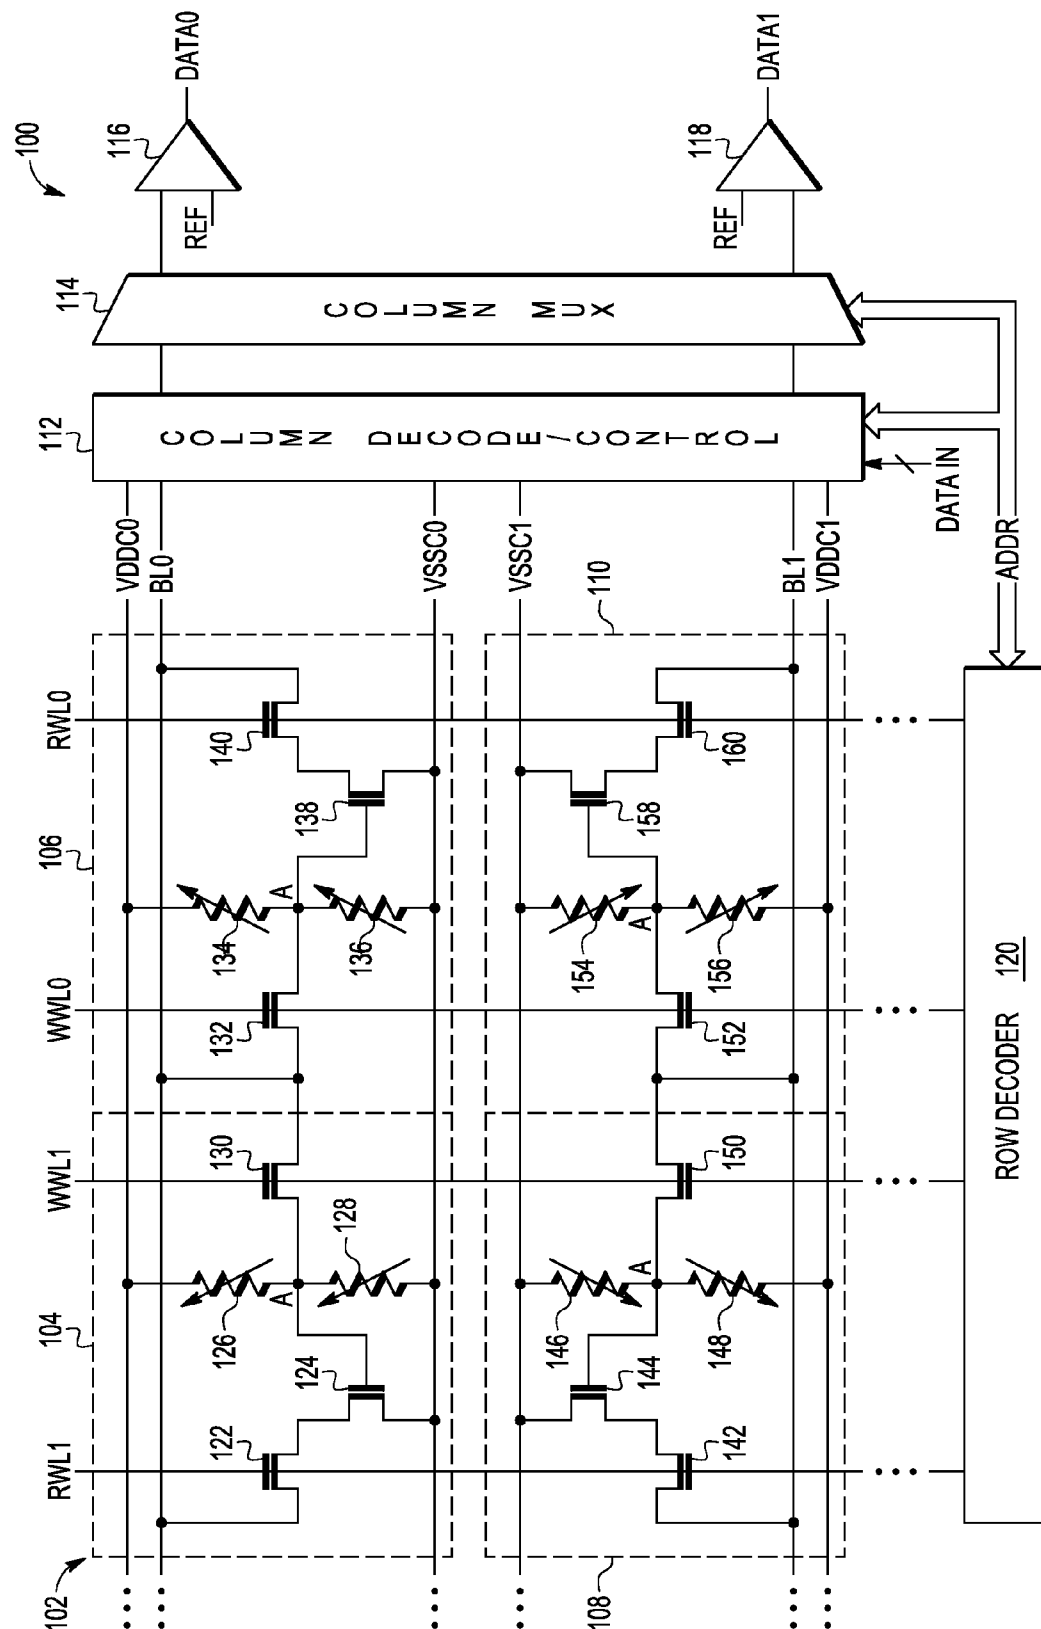 100
102
104
106
RWL1
WWL1
WWL0
RWL0
VDDC0
BL0
VSSC0
VSSC1
BL1
VDDC1
112
COLUMN DECODE/CONTROL
114
COLUMN MUX
116
REF
DATA0
118
REF
DATA1
122
124
126
128
A
130
132
134
136
A
138
140
142
144
146
148
A
150
152
154
156
A
158
160
108
110
DATA IN
ADDR
ROW DECODER 120